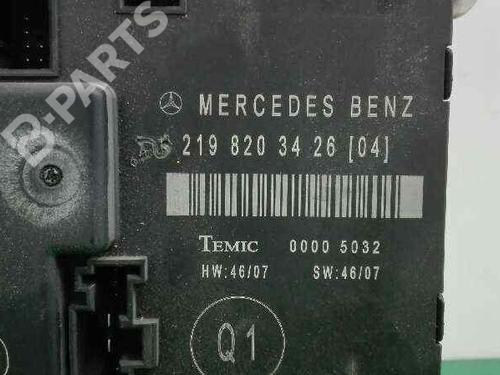 B-PARTS
MERCEDES BENZ
219 820 34 26 [04]
TEMIC 0000 5032
HW:46/07 SW:46/07
Q1